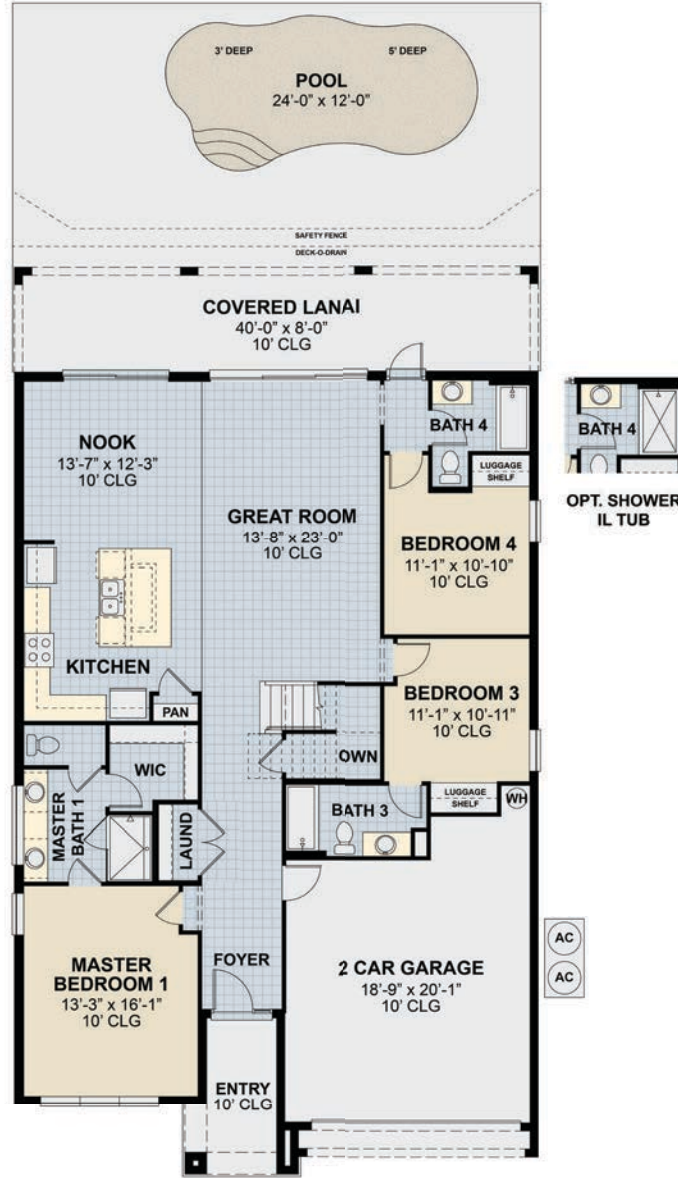 3' DEEP
5' DEEP
POOL
24'-0" x 12'-0"
SAFETY FENCE
DECK-O-DRAIN
COVERED LANAI
40'-0" x 8'-0"
10' CLG
NOOK
13'-7" x 12'-3"
10' CLG
BATH 4
LUGGAGE
SHELF
BATH 4
OPT. SHOWER
IL TUB
GREAT ROOM
13'-8" x 23'-0"
10' CLG
BEDROOM 4
11'-1" x 10'-10"
10' CLG
KITCHEN
PAN
BEDROOM 3
11'-1" x 10'-11"
10' CLG
WIC
OWN
LUGGAGE
SHELF
WH
MASTER
BATH 1
LAUND
BATH 3
MASTER
BEDROOM 1
13'-3" x 16'-1"
10' CLG
FOYER
2 CAR GARAGE
18'-9" x 20'-1"
10' CLG
AC
AC
ENTRY
10' CLG